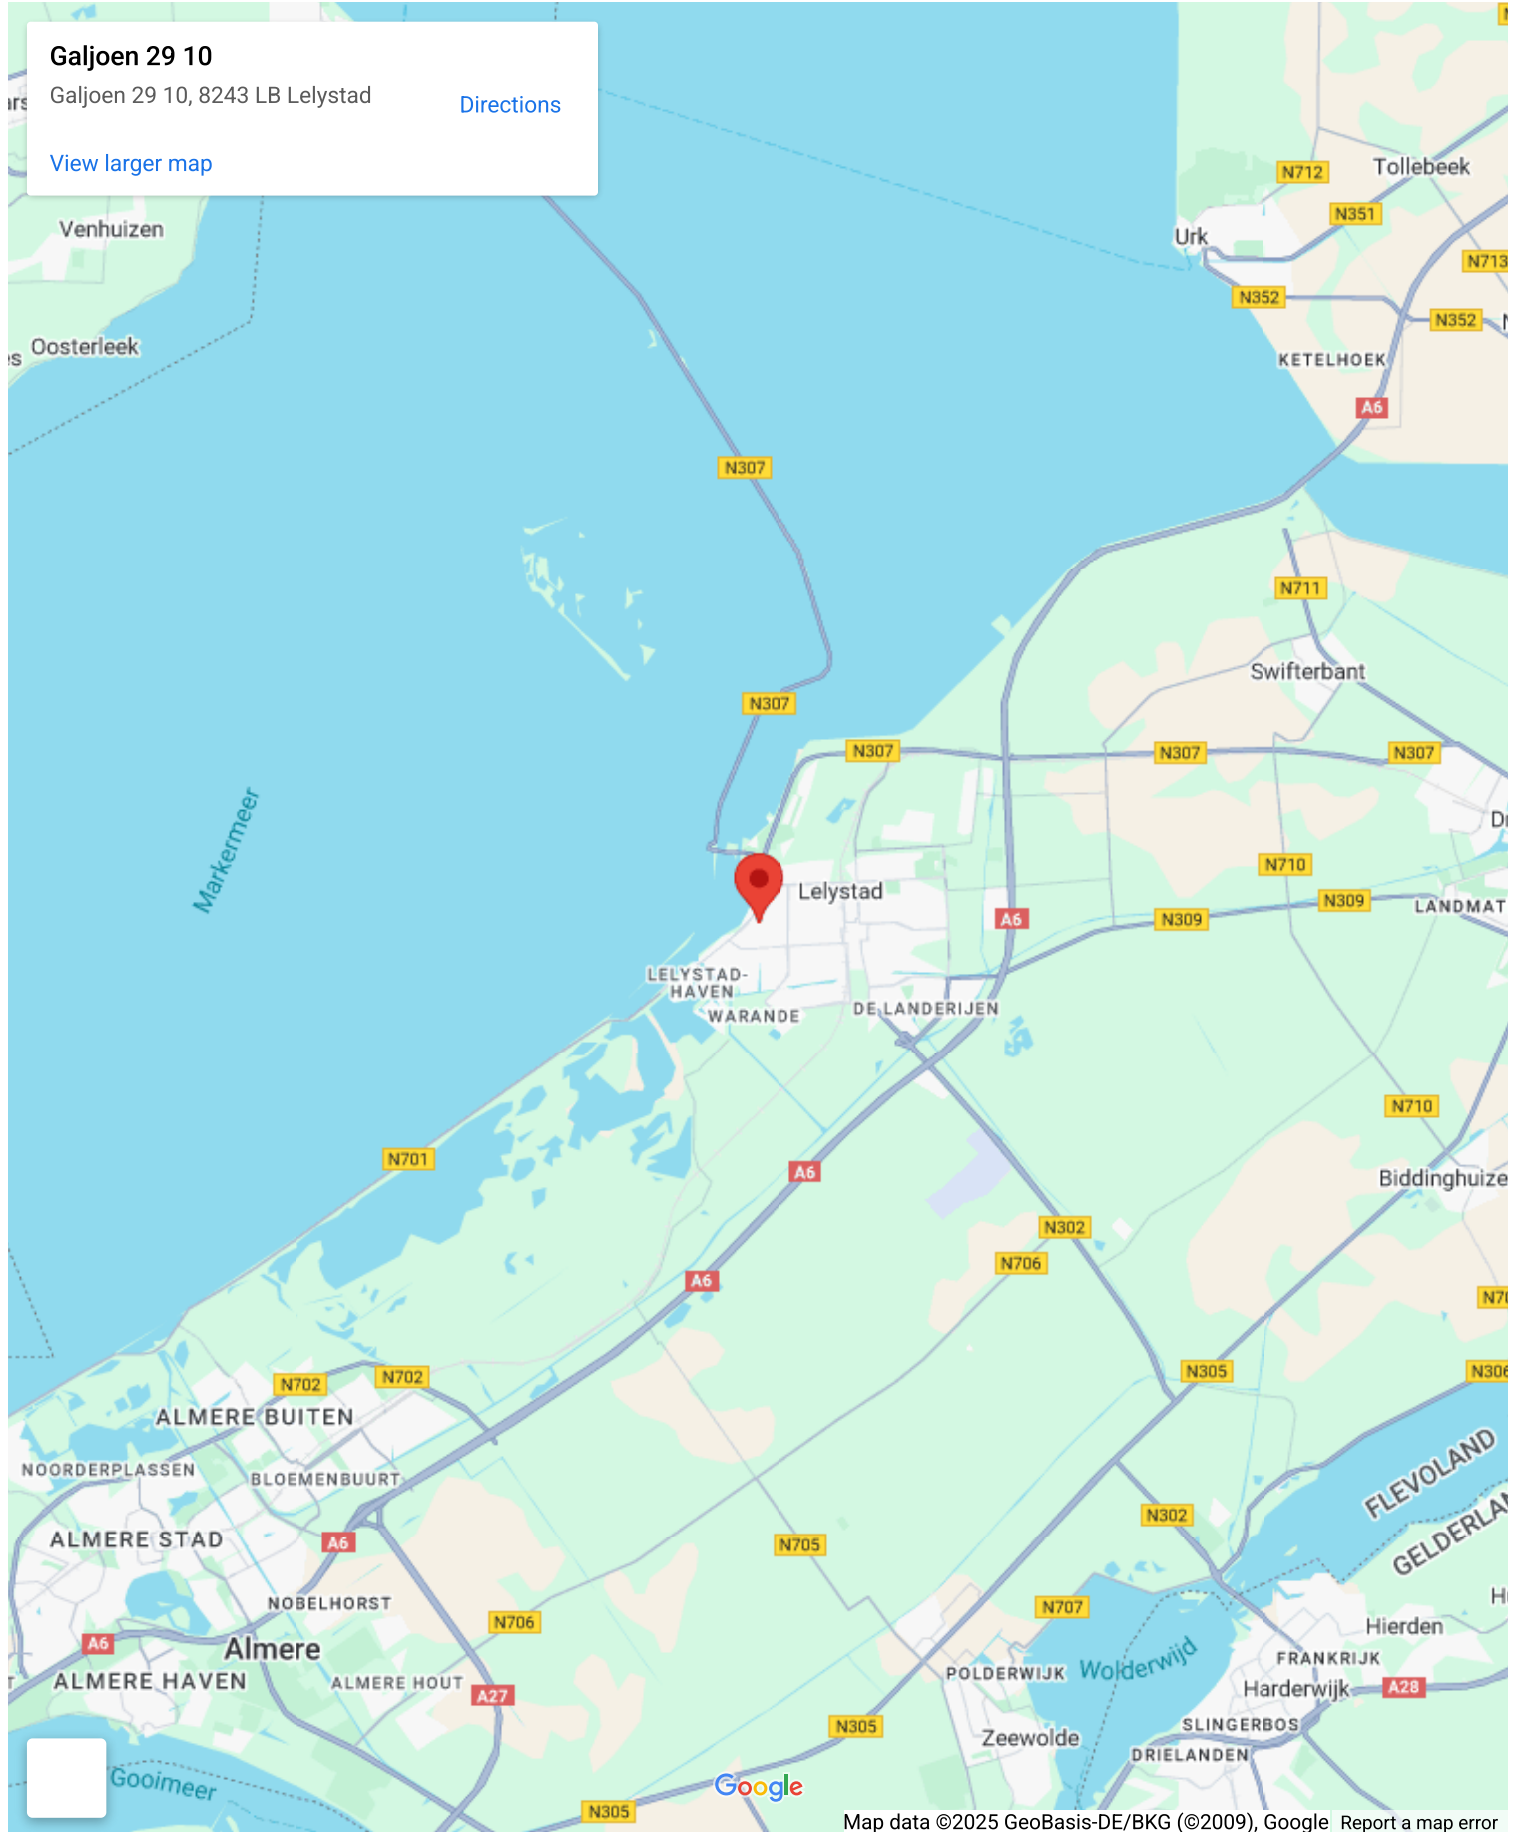 Galjoen 29 10
Galjoen 29 10, 8243 LB Lelystad
Directions
View larger map
N712
Tollebeek
N351
Venhuizen
Urk
N713
N352
N352
Oosterleek
KETELHOEK
A6
N307
N711
Swifterbant
N307
N307
N307
N307
Markermeer
N710
Lelystad
N309
LANDMAT
N309
A6
LELYSTAD-
HAVEN
WARANDE
DE LANDERIJEN
N710
N701
A6
Biddinghuize
N302
N706
A6
N305
N306
N702
N702
ALMERE BUITEN
NOORDERPLASSEN
BLOEMENBUURT
FLEVOLAND
GELDERLAN
N302
ALMERE STAD
A6
N705
NOBELHORST
N707
N706
Hierden
A6
Almere
FRANKRIJK
Wolderwijd
POLDERWIJK
ALMERE HAVEN
ALMERE HOUT
A27
Harderwijk
A28
SLINGERBOS
N305
Zeewolde
DRIELANDEN
Gooimeer
Google
N305
Map data ©2025 GeoBasis-DE/BKG (©2009), Google
Report a map error